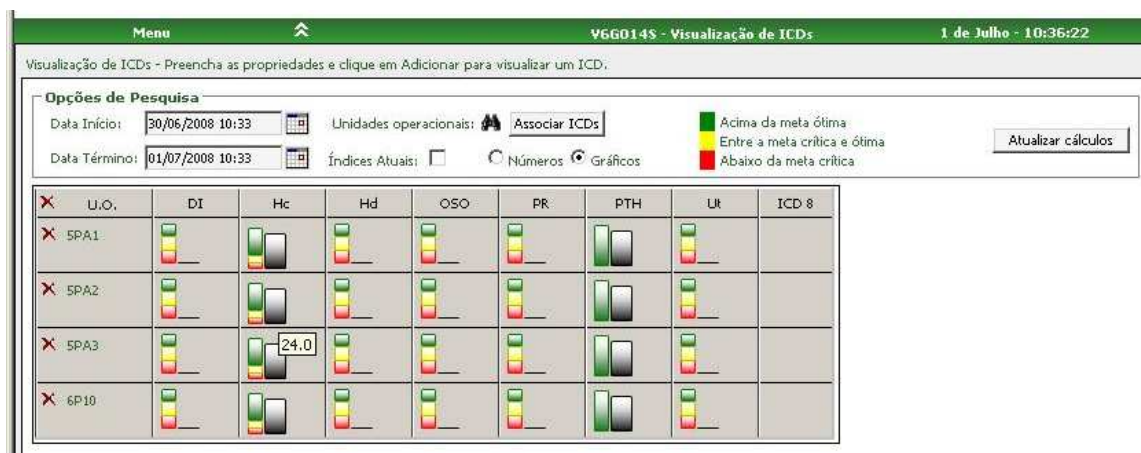 Menu V6G014S - Visualização de ICDs 1 de Julho - 10:36:22
Visualização de ICDs - Preencha as propriedades e clique em Adicionar para visualizar um ICD.
Opções de Pesquisa
Data Início: 30/06/2008 10:33 Unidades operacionais: Associar ICDs
Data Término: 01/07/2008 10:33 Índices Atuais: Números Gráficos
Acima da meta ótima
Entre a meta crítica e ótima
Abaixo da meta crítica
Atualizar cálculos
U.O. DI Hc Hd OSO PR PTH Ut ICD 8
5PA1
5PA2
5PA3 24.0
6P10